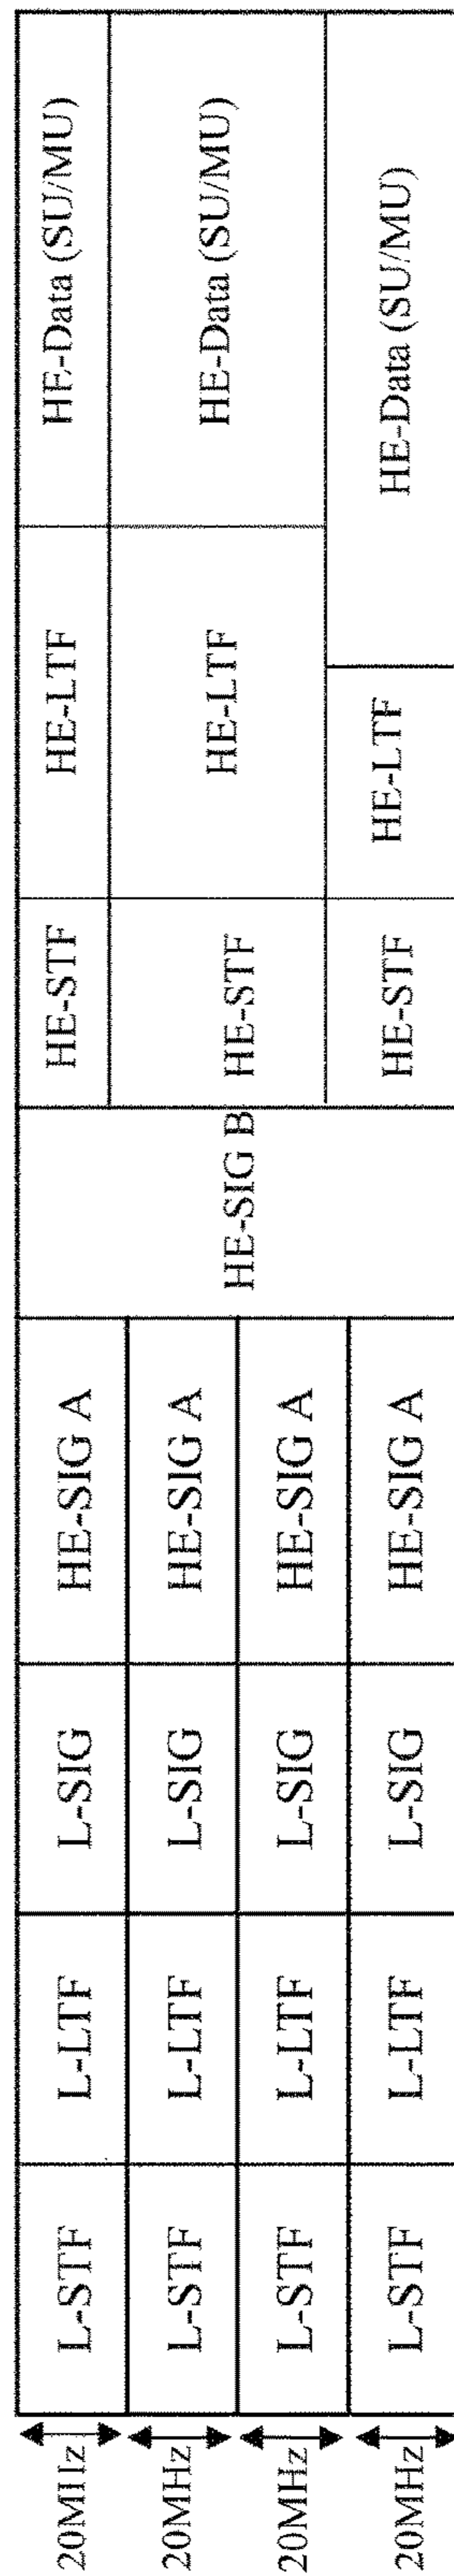 20MHz L-STF L-LTF L-SIG HE-SIG A HE-STF HE-LTF HE-Data (SU/MU)
20MHz L-STF L-LTF L-SIG HE-SIG A HE-SIG B HE-STF HE-LTF HE-Data (SU/MU)
20MHz L-STF L-LTF L-SIG HE-SIG A
20MHz L-STF L-LTF L-SIG HE-SIG A HE-STF HE-LTF HE-Data (SU/MU)